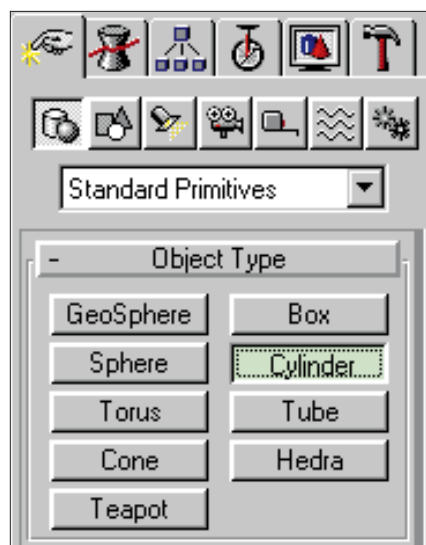 Standard Primitives
- Object Type
GeoSphere Box
Sphere Cylinder
Torus Tube
Cone Hedra
Teapot